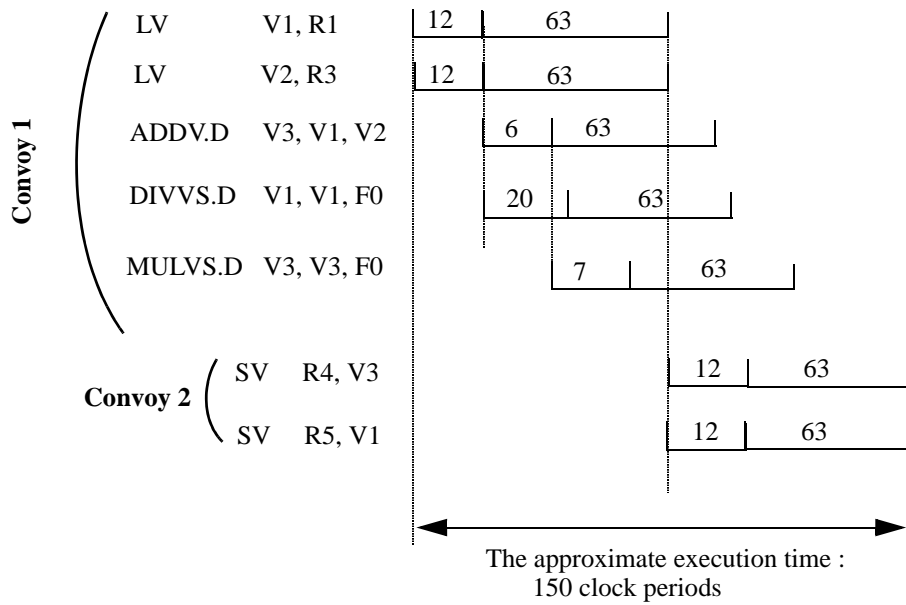 LV V1, R1 12 63
LV V2, R3 12 63
ADDV.D V3, V1, V2 6 63
DIVVS.D V1, V1, F0 20 63
MULVS.D V3, V3, F0 7 63
Convoy 1
Convoy 2
SV R4, V3 12 63
SV R5, V1 12 63
The approximate execution time :
150 clock periods